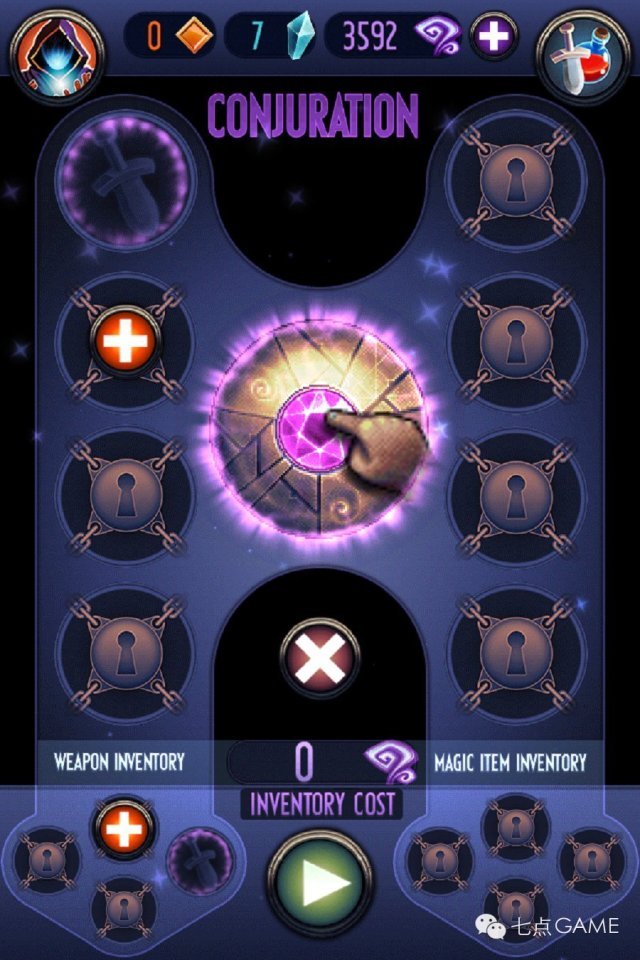 0 7 3592
CONJURATION
WEAPON INVENTORY
0
MAGIC ITEM INVENTORY
INVENTORY COST
七点GAME